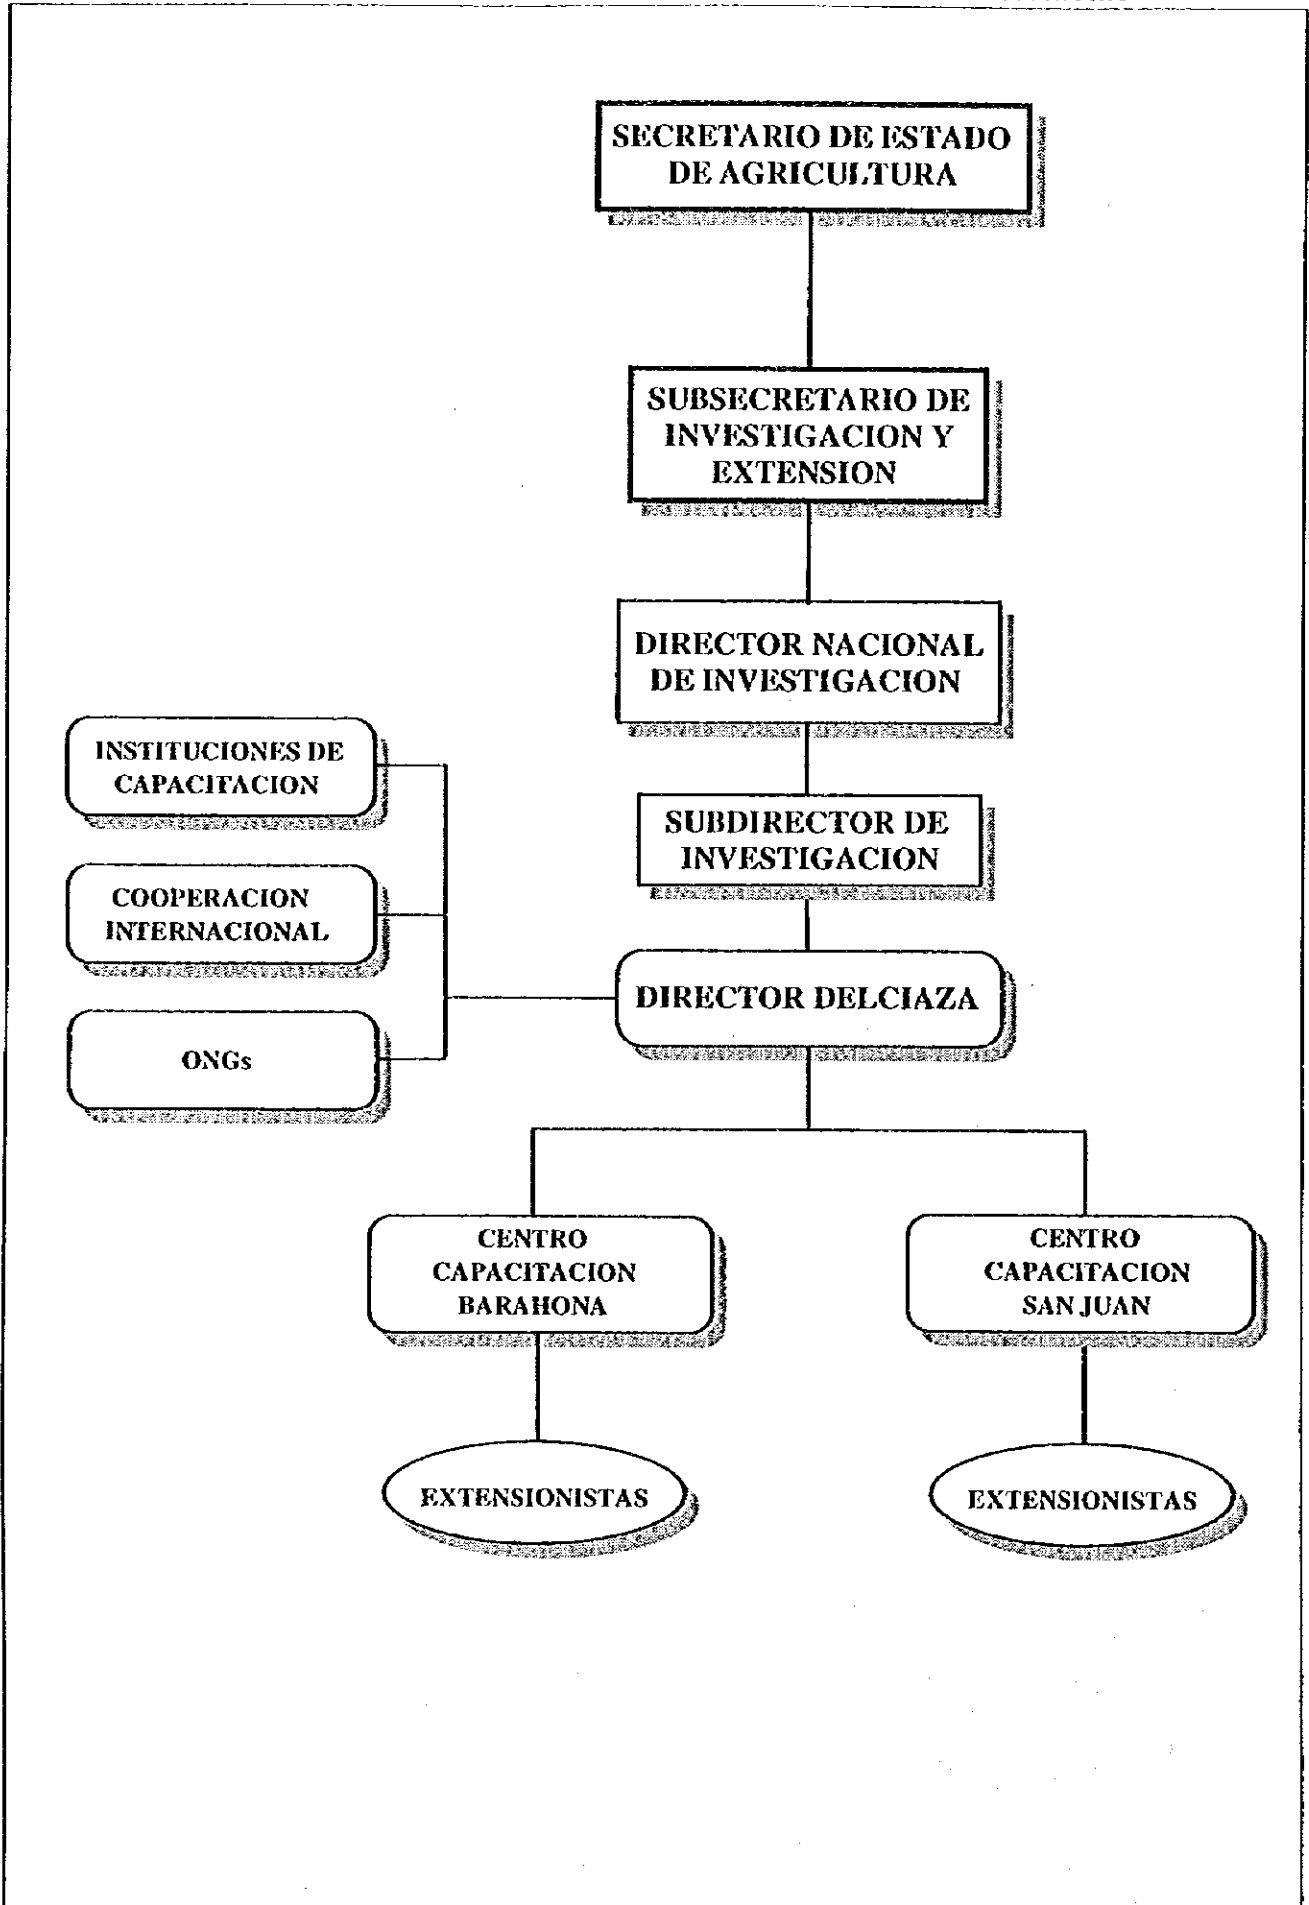 SECRETARIO DE ESTADO
DE AGRICULTURA
SUBSECRETARIO DE
INVESTIGACION Y
EXTENSION
DIRECTOR NACIONAL
DE INVESTIGACION
INSTITUCIONES DE
CAPACITACION
SUBDIRECTOR DE
INVESTIGACION
COOPERACION
INTERNACIONAL
DIRECTOR DELCIAZA
ONGs
CENTRO
CAPACITACION
BARAHONA
CENTRO
CAPACITACION
SAN JUAN
EXTENSIONISTAS
EXTENSIONISTAS